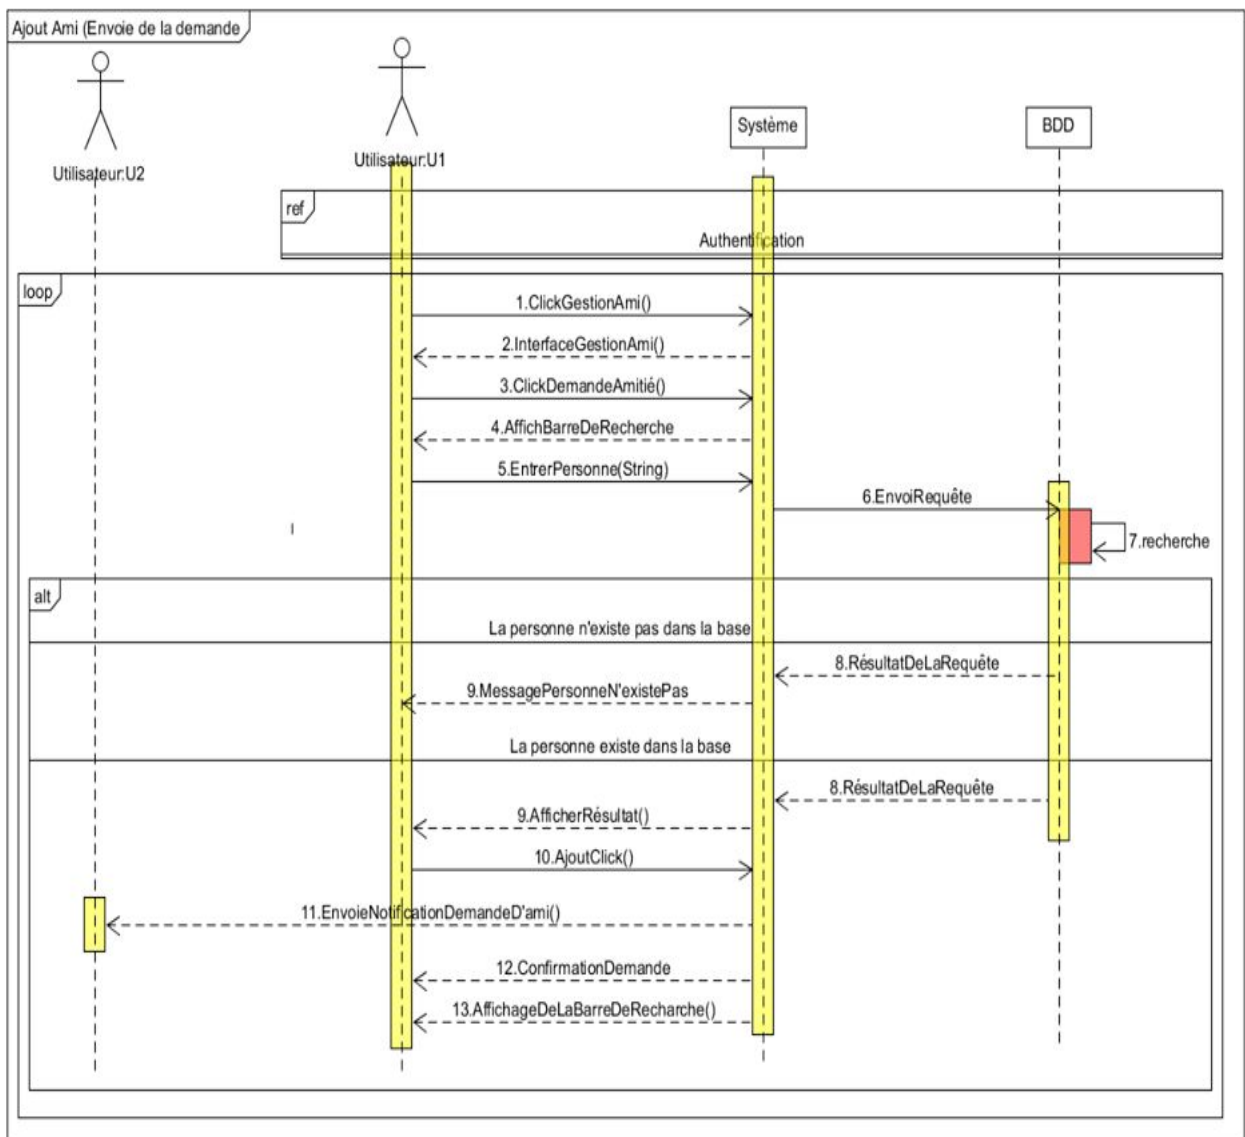 Ajout Ami (Envoie de la demande
Utilisateur:U2
Utilisateur:U1
Système
BDD
ref
Authentification
loop
1.ClickGestionAmi()
2.InterfaceGestionAmi()
3.ClickDemandeAmitié()
4.AffichBarreDeRecherche
5.EntrerPersonne(String)
6.EnvoiRequête
7.recherche
alt
La personne n'existe pas dans la base
8.RésultatDeLaRequête
9.MessagePersonneN'existePas
La personne existe dans la base
8.RésultatDeLaRequête
9.AfficherRésultat()
10.AjoutClick()
11.EnvoieNotificationDemandeD'ami()
12.ConfirmationDemande
13.AffichageDeLaBarreDeRecharche()